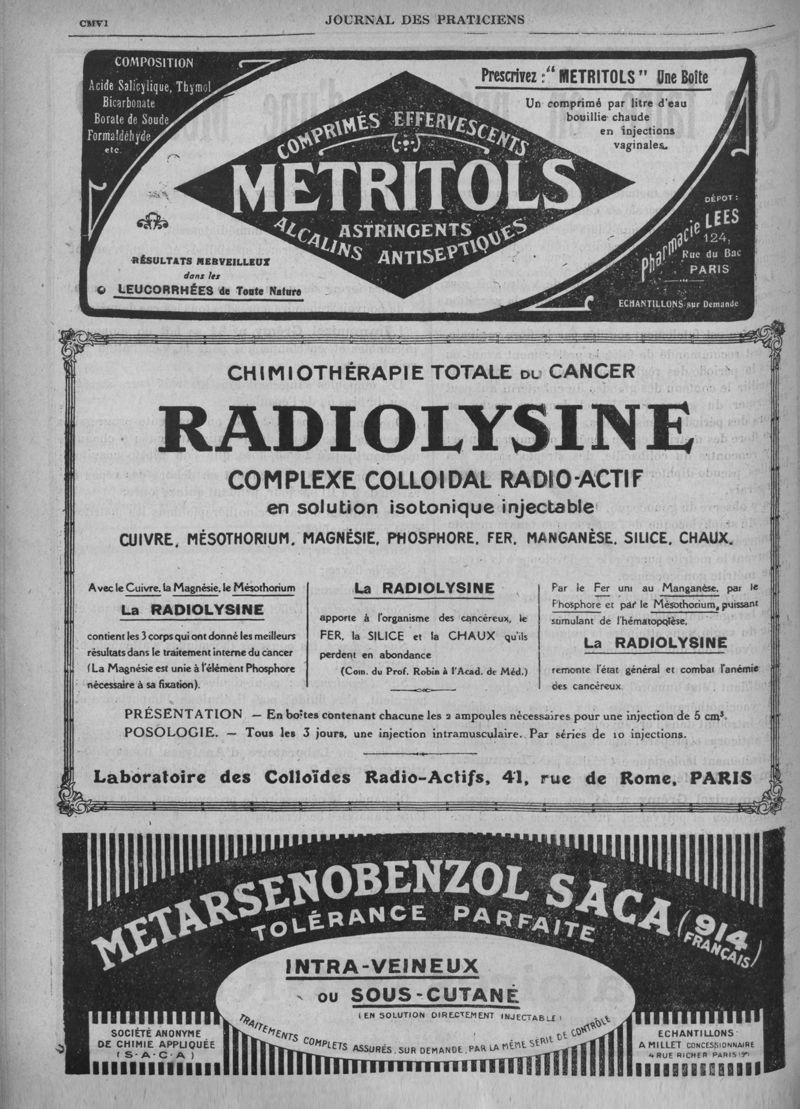 CMVI
JOURNAL DES PRATICIENS
COMPOSITION
Acide Salicylique, Thymol
Bicarbonate
Borate de Soude
Formaldéhyde
etc.
Prescrivez : "METRITOLS" Une Boîte
Un comprimé par litre d'eau
bouillie chaude
en injections
vaginales.
COMPRIMÉS EFFERVESCENTS
METRITOLS
ASTRINGENTS
ALCALINS ANTISEPTIQUES
RÉSULTATS MERVEILLEUX
dans les
LEUCORRHÉES de Toute Nature
DÉPOT :
Pharmacie LEES
124,
Rue du Bac
PARIS
ECHANTILLONS sur Demande
CHIMIOTHÉRAPIE TOTALE DU CANCER
RADIOLYSINE
COMPLEXE COLLOIDAL RADIO-ACTIF
en solution isotonique injectable
CUIVRE, MÉSOTHORIUM, MAGNÉSIE, PHOSPHORE, FER, MANGANÈSE, SILICE, CHAUX.
Avec le Cuivre, la Magnésie, le Mésothorium
La RADIOLYSINE
contient les 3 corps qui ont donné les meilleurs
résultats dans le traitement interne du cancer
(La Magnésie est unie à l'élément Phosphore
nécessaire à sa fixation).
La RADIOLYSINE
apporte à l'organisme des cancéreux, le
FER, la SILICE et la CHAUX qu'ils
perdent en abondance
(Com. du Prof. Robin à l'Acad. de Méd.)
Par le Fer uni au Manganèse, par le
Phosphore et par le Mésothorium, puissant
stimulant de l'hématopoïèse,
La RADIOLYSINE
remonte l'état général et combat l'anémie
des cancéreux.
PRÉSENTATION — En boîtes contenant chacune les 2 ampoules nécessaires pour une injection de 5 cm³.
POSOLOGIE. — Tous les 3 jours, une injection intramusculaire. Par séries de 10 injections.
Laboratoire des Colloïdes Radio-Actifs, 41, rue de Rome, PARIS
METARSENOBENZOL SACA (914 FRANÇAIS)
TOLÉRANCE PARFAITE
INTRA-VEINEUX
OU SOUS-CUTANÉ
(EN SOLUTION DIRECTEMENT INJECTABLE)
TRAITEMENTS COMPLETS ASSURÉS, SUR DEMANDE, PAR LA MÊME SÉRIE DE CONTRÔLE
SOCIÉTÉ ANONYME
DE CHIMIE APPLIQUÉE
(S·A·C·A)
ECHANTILLONS :
A MILLET CONCESSIONNAIRE
4 RUE RICHER PARIS